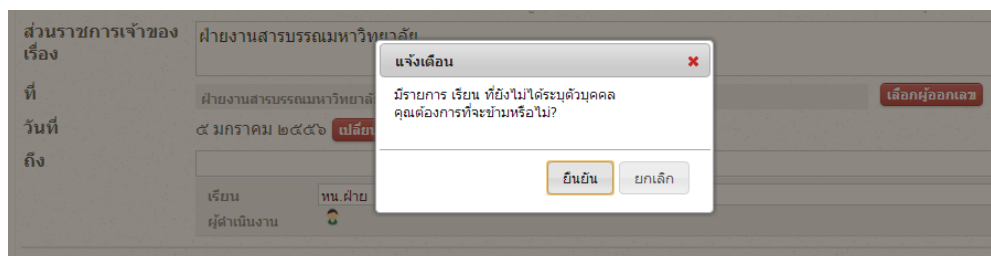 ส่วนราชการเจ้าของ
เรื่อง
ฝ่ายงานสารบรรณมหาวิทยาลัย
แจ้งเตือน
มีรายการ เรียน ที่ยังไม่ได้ระบุตัวบุคคล
คุณต้องการที่จะข้ามหรือไม่?
ยืนยัน ยกเลิก
ที่
ฝ่ายงานสารบรรณมหาวิทยาลั
เลือกผู้ออกเลข
วันที่
๕ มกราคม ๒๕๕๖ เปลี่ยน
ถึง
เรียน หน.ฝ่าย
ผู้ดำเนินงาน